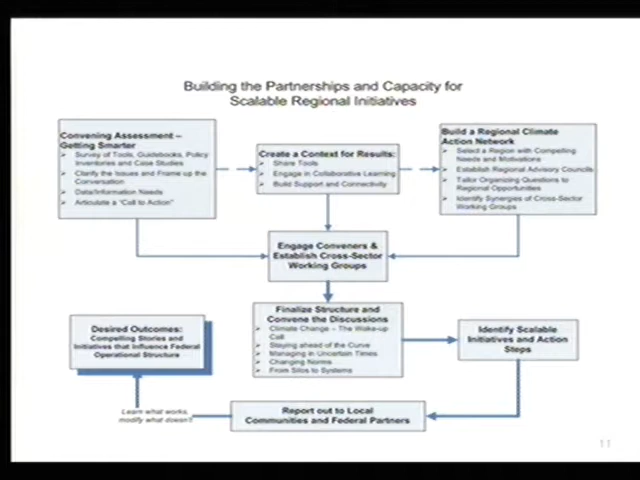 Building the Partnerships and Capacity for
Scalable Regional Initiatives
Convening Assessment –
Getting Smarter
Survey of Tools, Guidebooks, Policy
Inventories and Case Studies
Clarify the Issues and Frame up the
Conversation
Data/Information Needs
Articulate a "Call to Action"
Create a Context for Results:
Share Tools
Engage in Collaborative Learning
Build Support and Connectivity
Build a Regional Climate
Action Network
Select a Region with Compelling
Needs and Motivations
Establish Regional Advisory Councils
Tailor Organizing Questions to
Regional Opportunities
Identify Synergies of Cross-Sector
Working Groups
Engage Conveners &
Establish Cross-Sector
Working Groups
Finalize Structure and
Convene the Discussions
Climate Change – The Wake-up
Call
Staying ahead of the Curve
Managing in Uncertain Times
Changing Norms
From Silos to Systems
Identify Scalable
Initiatives and Action
Steps
Desired Outcomes:
Compelling Stories and
Initiatives that Influence Federal
Operational Structure
Learn what works,
modify what doesn't
Report out to Local
Communities and Federal Partners
11